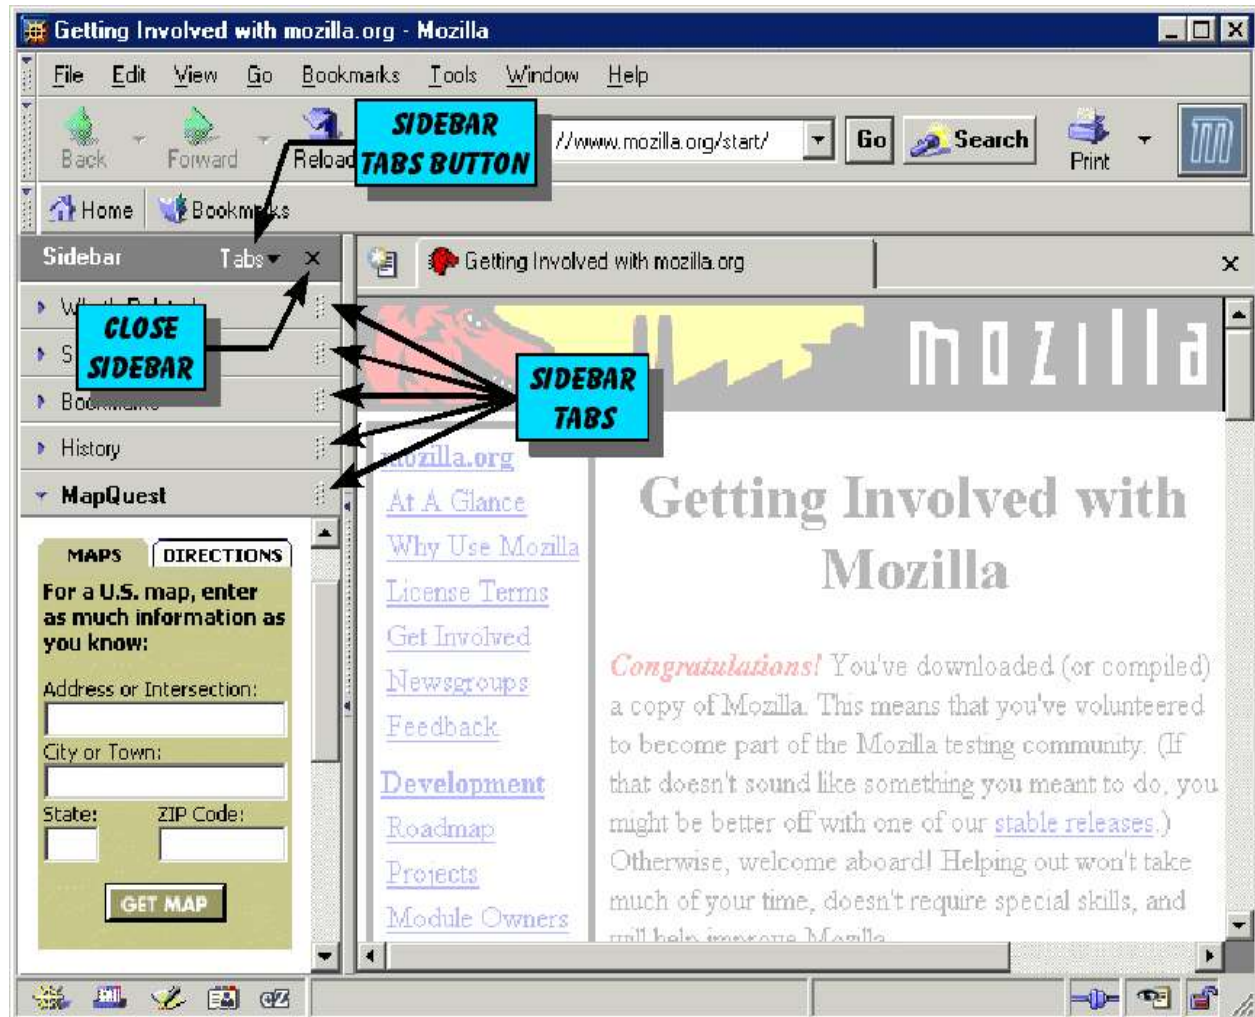 Getting Involved with mozilla.org - Mozilla
File Edit View Go Bookmarks Tools Window Help
Back Forward Reload //www.mozilla.org/start/ Go Search Print
SIDEBAR
TABS BUTTON
Home Bookmarks
Sidebar Tabs
Getting Involved with mozilla.org
CLOSE
SIDEBAR
Bookmarks
History
MapQuest
SIDEBAR
TABS
mozilla
MAPS DIRECTIONS
For a U.S. map, enter
as much information as
you know:
Address or Intersection:
City or Town:
State: ZIP Code:
GET MAP
mozilla.org
At A Glance
Why Use Mozilla
License Terms
Get Involved
Newsgroups
Feedback
Development
Roadmap
Projects
Module Owners
Getting Involved with
Mozilla
Congratulations! You've downloaded (or compiled)
a copy of Mozilla. This means that you've volunteered
to become part of the Mozilla testing community. (If
that doesn't sound like something you meant to do, you
might be better off with one of our stable releases.)
Otherwise, welcome aboard! Helping out won't take
much of your time, doesn't require special skills, and
will help improve Mozilla